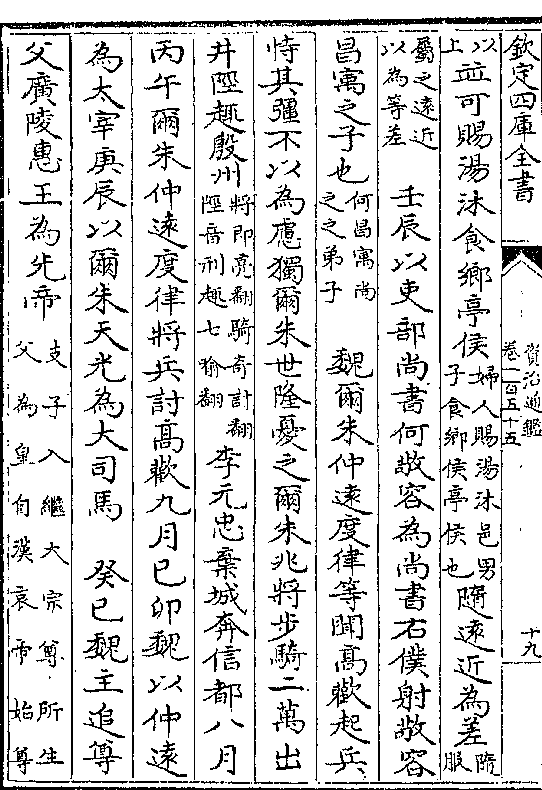 欽定四庫全書
資治通鑑
卷一百五十五
十九
以上並可賜湯沐食鄉亭侯婦人賜湯沐邑男子食鄉侯亭侯也隨遠近為差隨服
屬之遠近以為等差 壬辰以吏部尚書何敬容為尚書右僕射敬容
昌寓之子也何昌寓尚之之弟子 魏爾朱仲遠度律等聞高歡起兵
恃其強不以為慮獨爾朱世隆憂之爾朱兆將步騎二萬出
井陘趣殷州將即亮翻騎奇計翻陘音刑趣七喻翻李元忠棄城奔信都八月
丙午爾朱仲遠度律將兵討高歡九月己卯魏以仲遠
為太宰庚辰以爾朱天光為大司馬 癸巳魏主追尊
父廣陵惠王為先帝支子入繼大宗尊所生父為皇自漢哀帝始尊